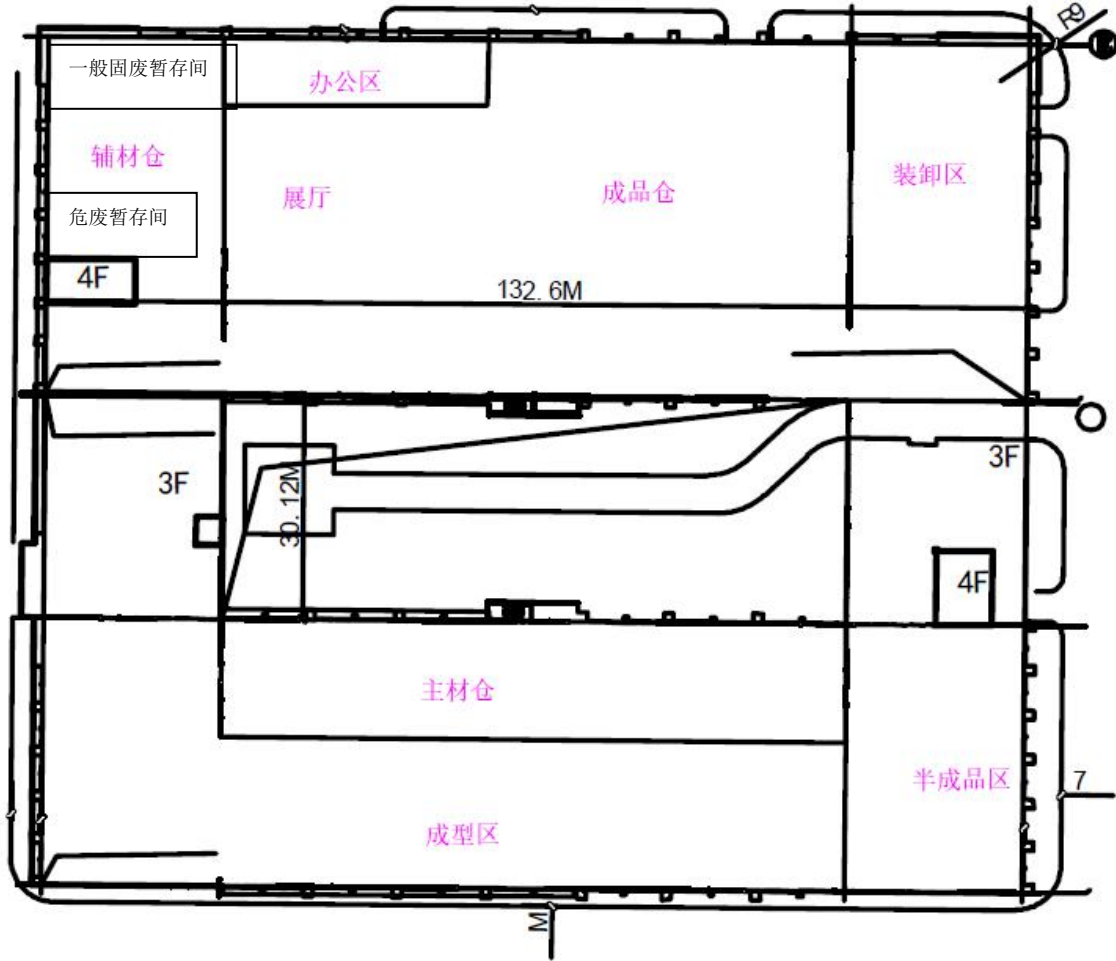 R9
一般固废暂存间
办公区
辅材仓
展厅
成品仓
装卸区
危废暂存间
4F
132.6M
3F
30.12M
3F
4F
主材仓
半成品区
7
成型区
M